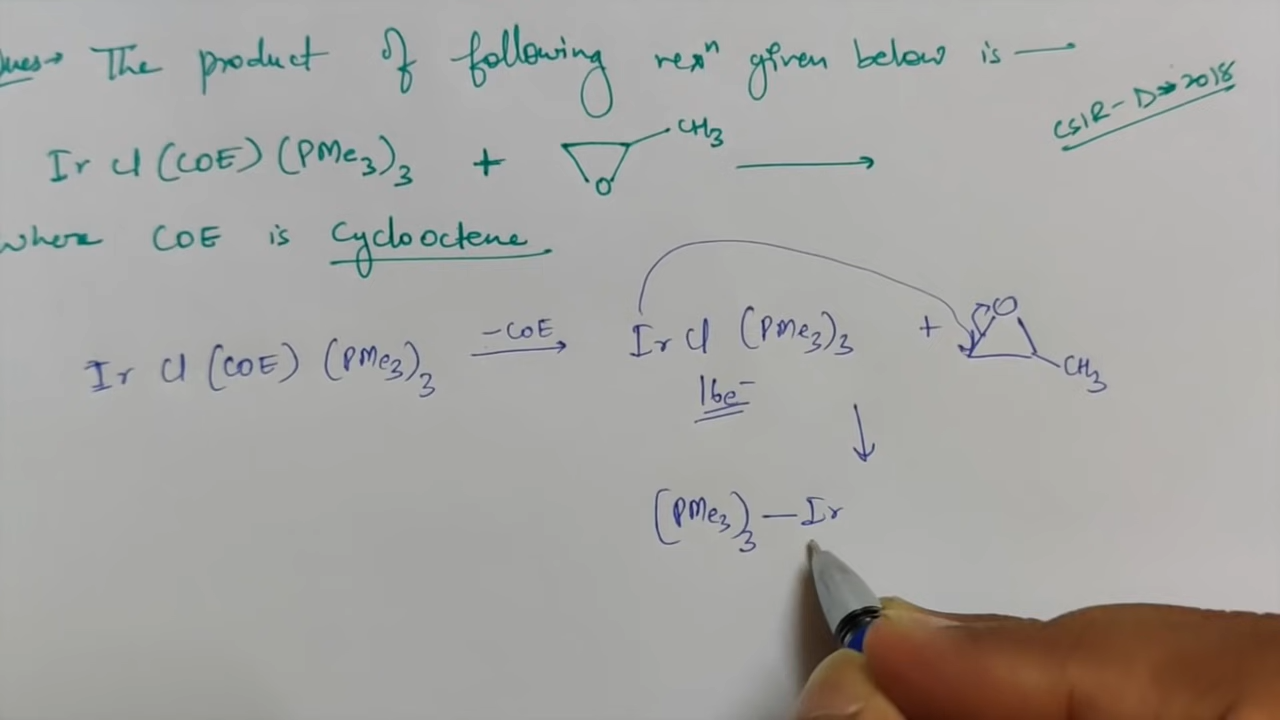 Ques→ The product of following rexⁿ given below is —
CSIR-D→2018
Ir Cl (COE) (PMe3)3 + O CH3 →
where COE is Cyclooctene
Ir Cl (COE) (PMe3)3 -COE → Ir Cl (PMe3)3 + O CH3
16e⁻
(PMe3)3 — Ir